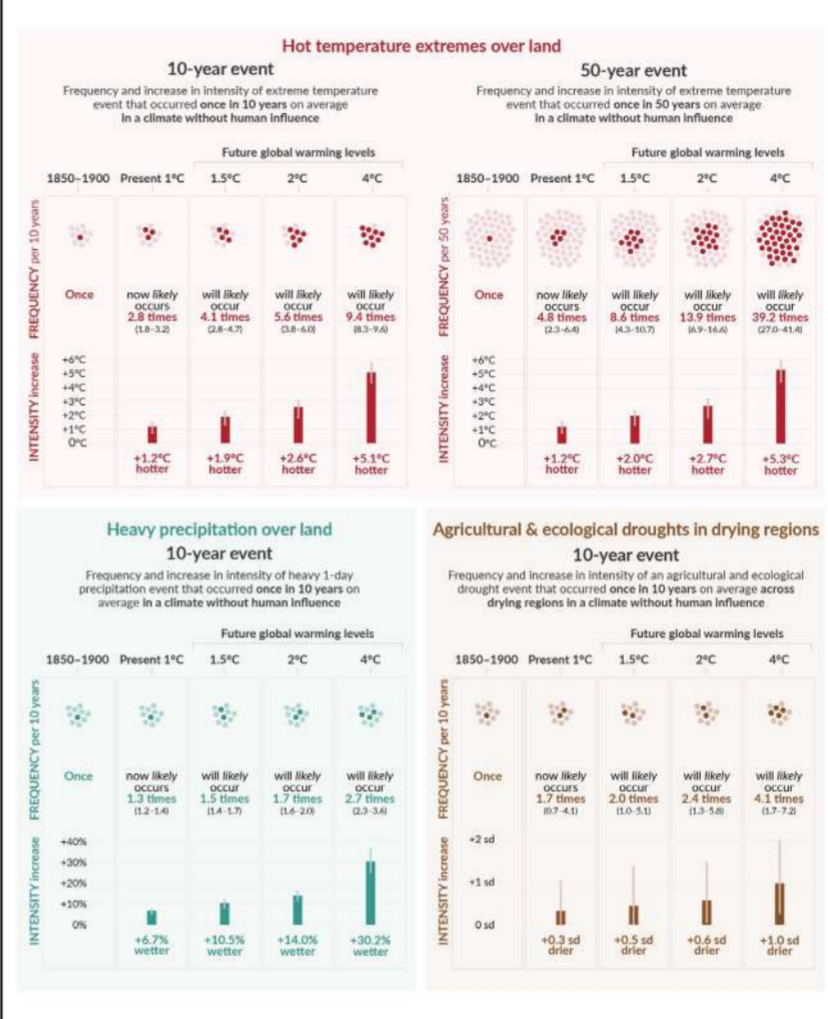 Hot temperature extremes over land
10-year event
Frequency and increase in intensity of extreme temperature
event that occurred once in 10 years on average
in a climate without human influence
Future global warming levels
1850–1900 Present 1°C 1.5°C 2°C 4°C
FREQUENCY per 10 years
Once
now likely
occurs
2.8 times
(1.8–3.2)
will likely
occur
4.1 times
(2.8–4.7)
will likely
occur
5.6 times
(3.8–6.0)
will likely
occur
9.4 times
(8.3–9.6)
INTENSITY increase
+6°C
+5°C
+4°C
+3°C
+2°C
+1°C
0°C
+1.2°C
hotter
+1.9°C
hotter
+2.6°C
hotter
+5.1°C
hotter
50-year event
Frequency and increase in intensity of extreme temperature
event that occurred once in 50 years on average
in a climate without human influence
Future global warming levels
1850–1900 Present 1°C 1.5°C 2°C 4°C
FREQUENCY per 50 years
Once
now likely
occurs
4.8 times
(2.3–6.4)
will likely
occur
8.6 times
(4.3–10.7)
will likely
occur
13.9 times
(6.9–16.6)
will likely
occur
39.2 times
(27.0–41.4)
INTENSITY increase
+6°C
+5°C
+4°C
+3°C
+2°C
+1°C
0°C
+1.2°C
hotter
+2.0°C
hotter
+2.7°C
hotter
+5.3°C
hotter
Heavy precipitation over land
10-year event
Frequency and increase in intensity of heavy 1-day
precipitation event that occurred once in 10 years on
average in a climate without human influence
Future global warming levels
1850–1900 Present 1°C 1.5°C 2°C 4°C
FREQUENCY per 10 years
Once
now likely
occurs
1.3 times
(1.2–1.4)
will likely
occur
1.5 times
(1.4–1.7)
will likely
occur
1.7 times
(1.6–2.0)
will likely
occur
2.7 times
(2.3–3.6)
INTENSITY increase
+40%
+30%
+20%
+10%
0%
+6.7%
wetter
+10.5%
wetter
+14.0%
wetter
+30.2%
wetter
Agricultural & ecological droughts in drying regions
10-year event
Frequency and increase in intensity of an agricultural and ecological
drought event that occurred once in 10 years on average across
drying regions in a climate without human influence
Future global warming levels
1850–1900 Present 1°C 1.5°C 2°C 4°C
FREQUENCY per 10 years
Once
now likely
occurs
1.7 times
(0.7–4.1)
will likely
occur
2.0 times
(1.0–5.1)
will likely
occur
2.4 times
(1.3–5.8)
will likely
occur
4.1 times
(1.7–7.2)
INTENSITY increase
+2 sd
+1 sd
0 sd
+0.3 sd
drier
+0.5 sd
drier
+0.6 sd
drier
+1.0 sd
drier